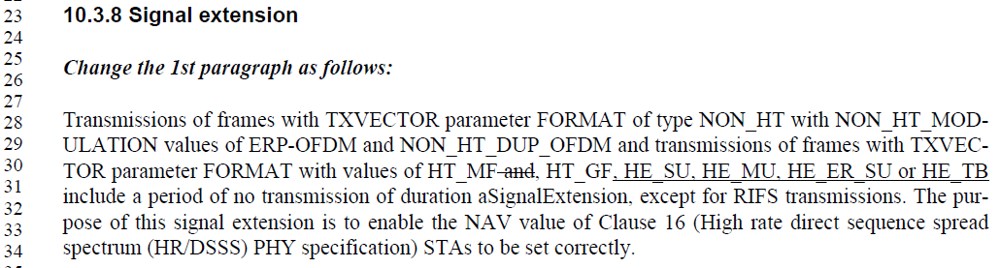 23 10.3.8 Signal extension
24
25 Change the 1st paragraph as follows:
26
27
28 Transmissions of frames with TXVECTOR parameter FORMAT of type NON_HT with NON_HT_MOD-
29 ULATION values of ERP-OFDM and NON_HT_DUP_OFDM and transmissions of frames with TXVEC-
30 TOR parameter FORMAT with values of HT_MF and, HT_GF, HE_SU, HE_MU, HE_ER_SU or HE_TB
31 include a period of no transmission of duration aSignalExtension, except for RIFS transmissions. The pur-
32
33 pose of this signal extension is to enable the NAV value of Clause 16 (High rate direct sequence spread
34 spectrum (HR/DSSS) PHY specification) STAs to be set correctly.